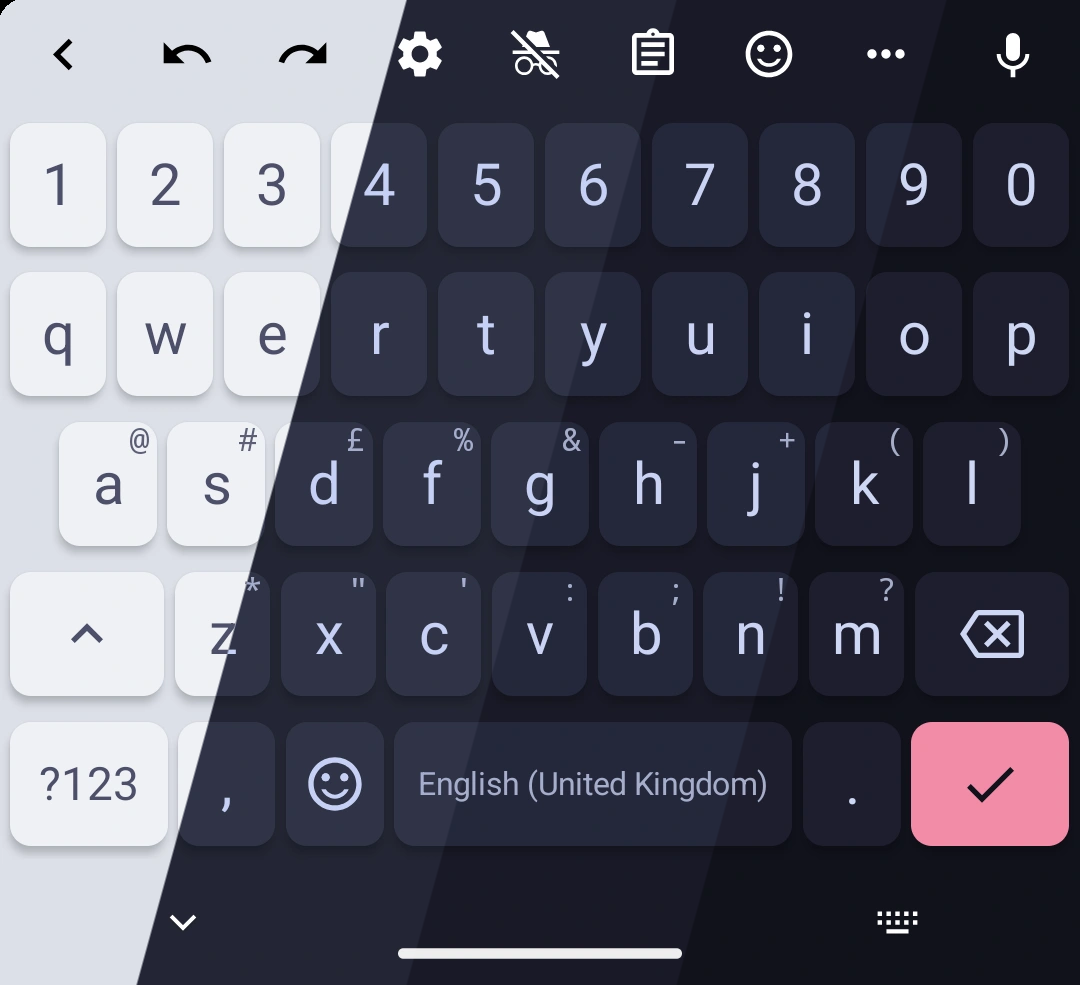 1 2 3 4 5 6 7 8 9 0
q w e r t y u i o p
@ # £ % & - + ( )
a s d f g h j k l
* " ' : ; ! ?
z x c v b n m
?123 , English (United Kingdom) .